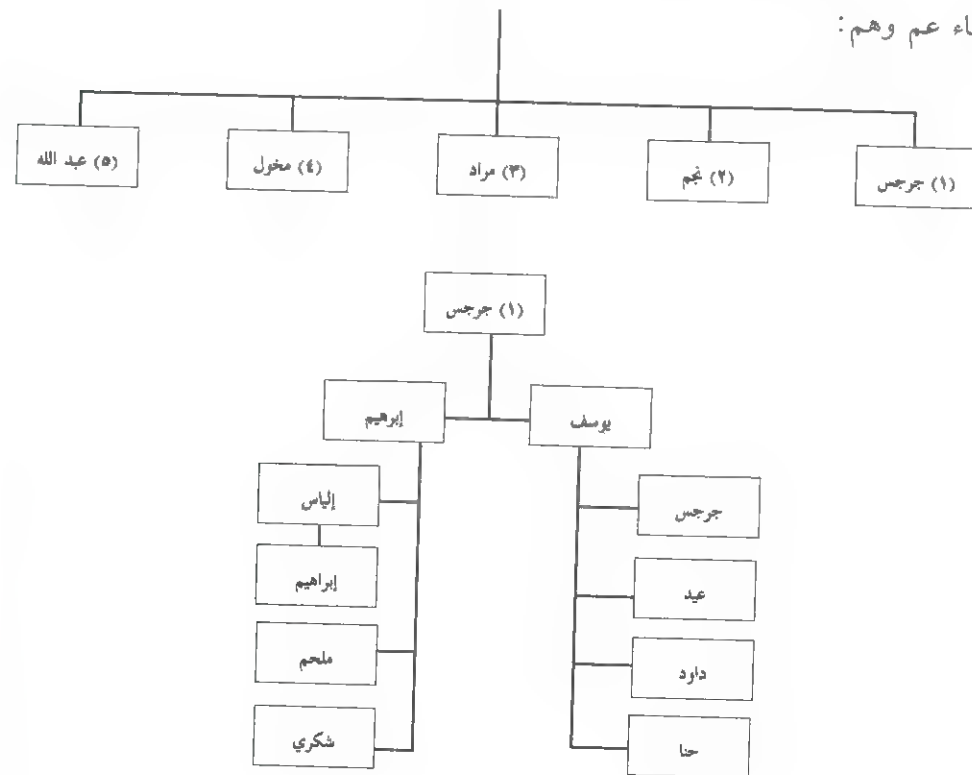 عم وهم:
(١) جرجس
(٢) نجم
(٣) مراد
(٤) مخول
(٥) عبد الله
(١) جرجس
يوسف
إبرهيم
جرجس
عيد
داود
حنا
إلياس
إبراهيم
ملحم
شكري